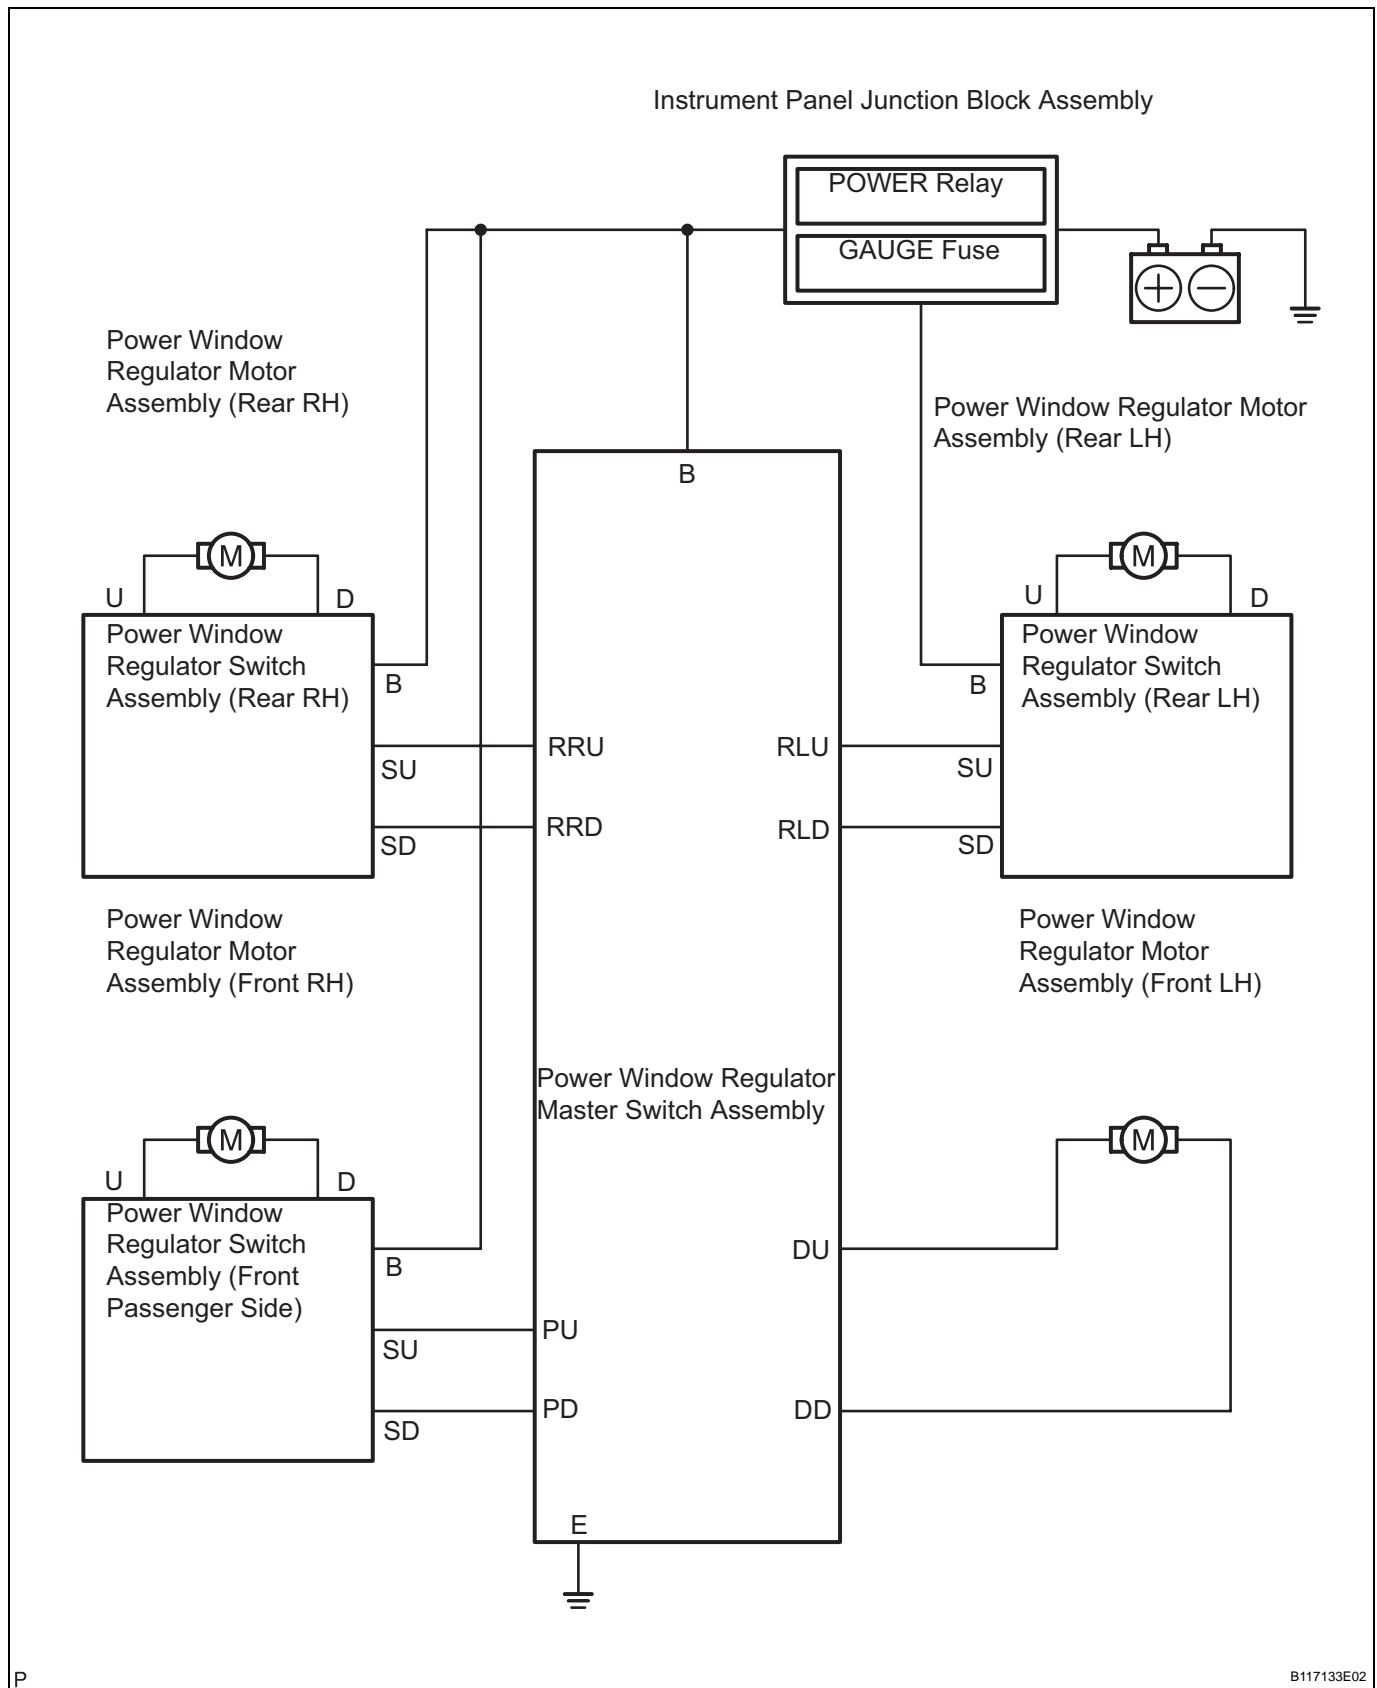 Instrument Panel Junction Block Assembly
POWER Relay
GAUGE Fuse
+ −
Power Window
Regulator Motor
Assembly (Rear RH)
Power Window Regulator Motor
Assembly (Rear LH)
B
M
U
D
Power Window
Regulator Switch
Assembly (Rear RH)
B
SU
SD
RRU
RRD
RLU
RLD
M
U
D
Power Window
Regulator Switch
Assembly (Rear LH)
B
SU
SD
Power Window
Regulator Motor
Assembly (Front RH)
Power Window
Regulator Motor
Assembly (Front LH)
Power Window Regulator
Master Switch Assembly
M
U
D
Power Window
Regulator Switch
Assembly (Front
Passenger Side)
B
SU
SD
PU
PD
M
DU
DD
E
P
B117133E02